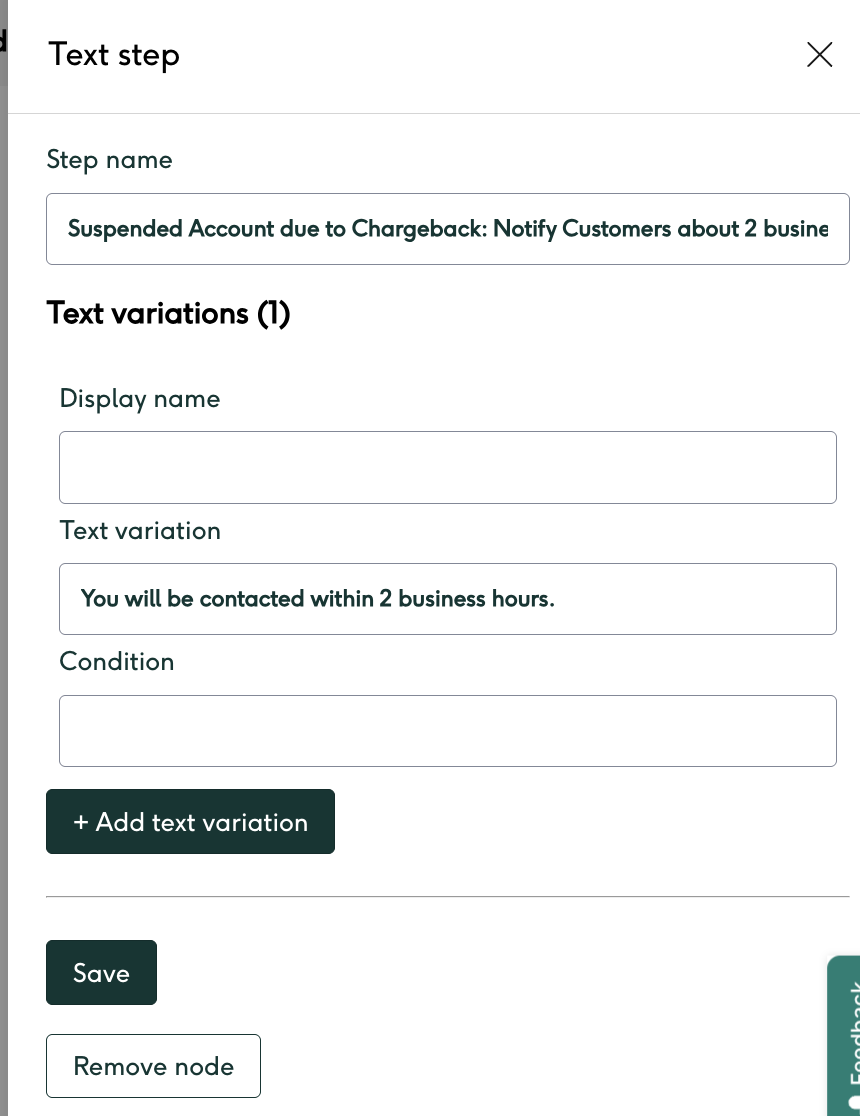 Text step
Step name
Suspended Account due to Chargeback: Notify Customers about 2 busine
Text variations (1)
Display name
Text variation
You will be contacted within 2 business hours.
Condition
+ Add text variation
Save
Remove node
Feedback